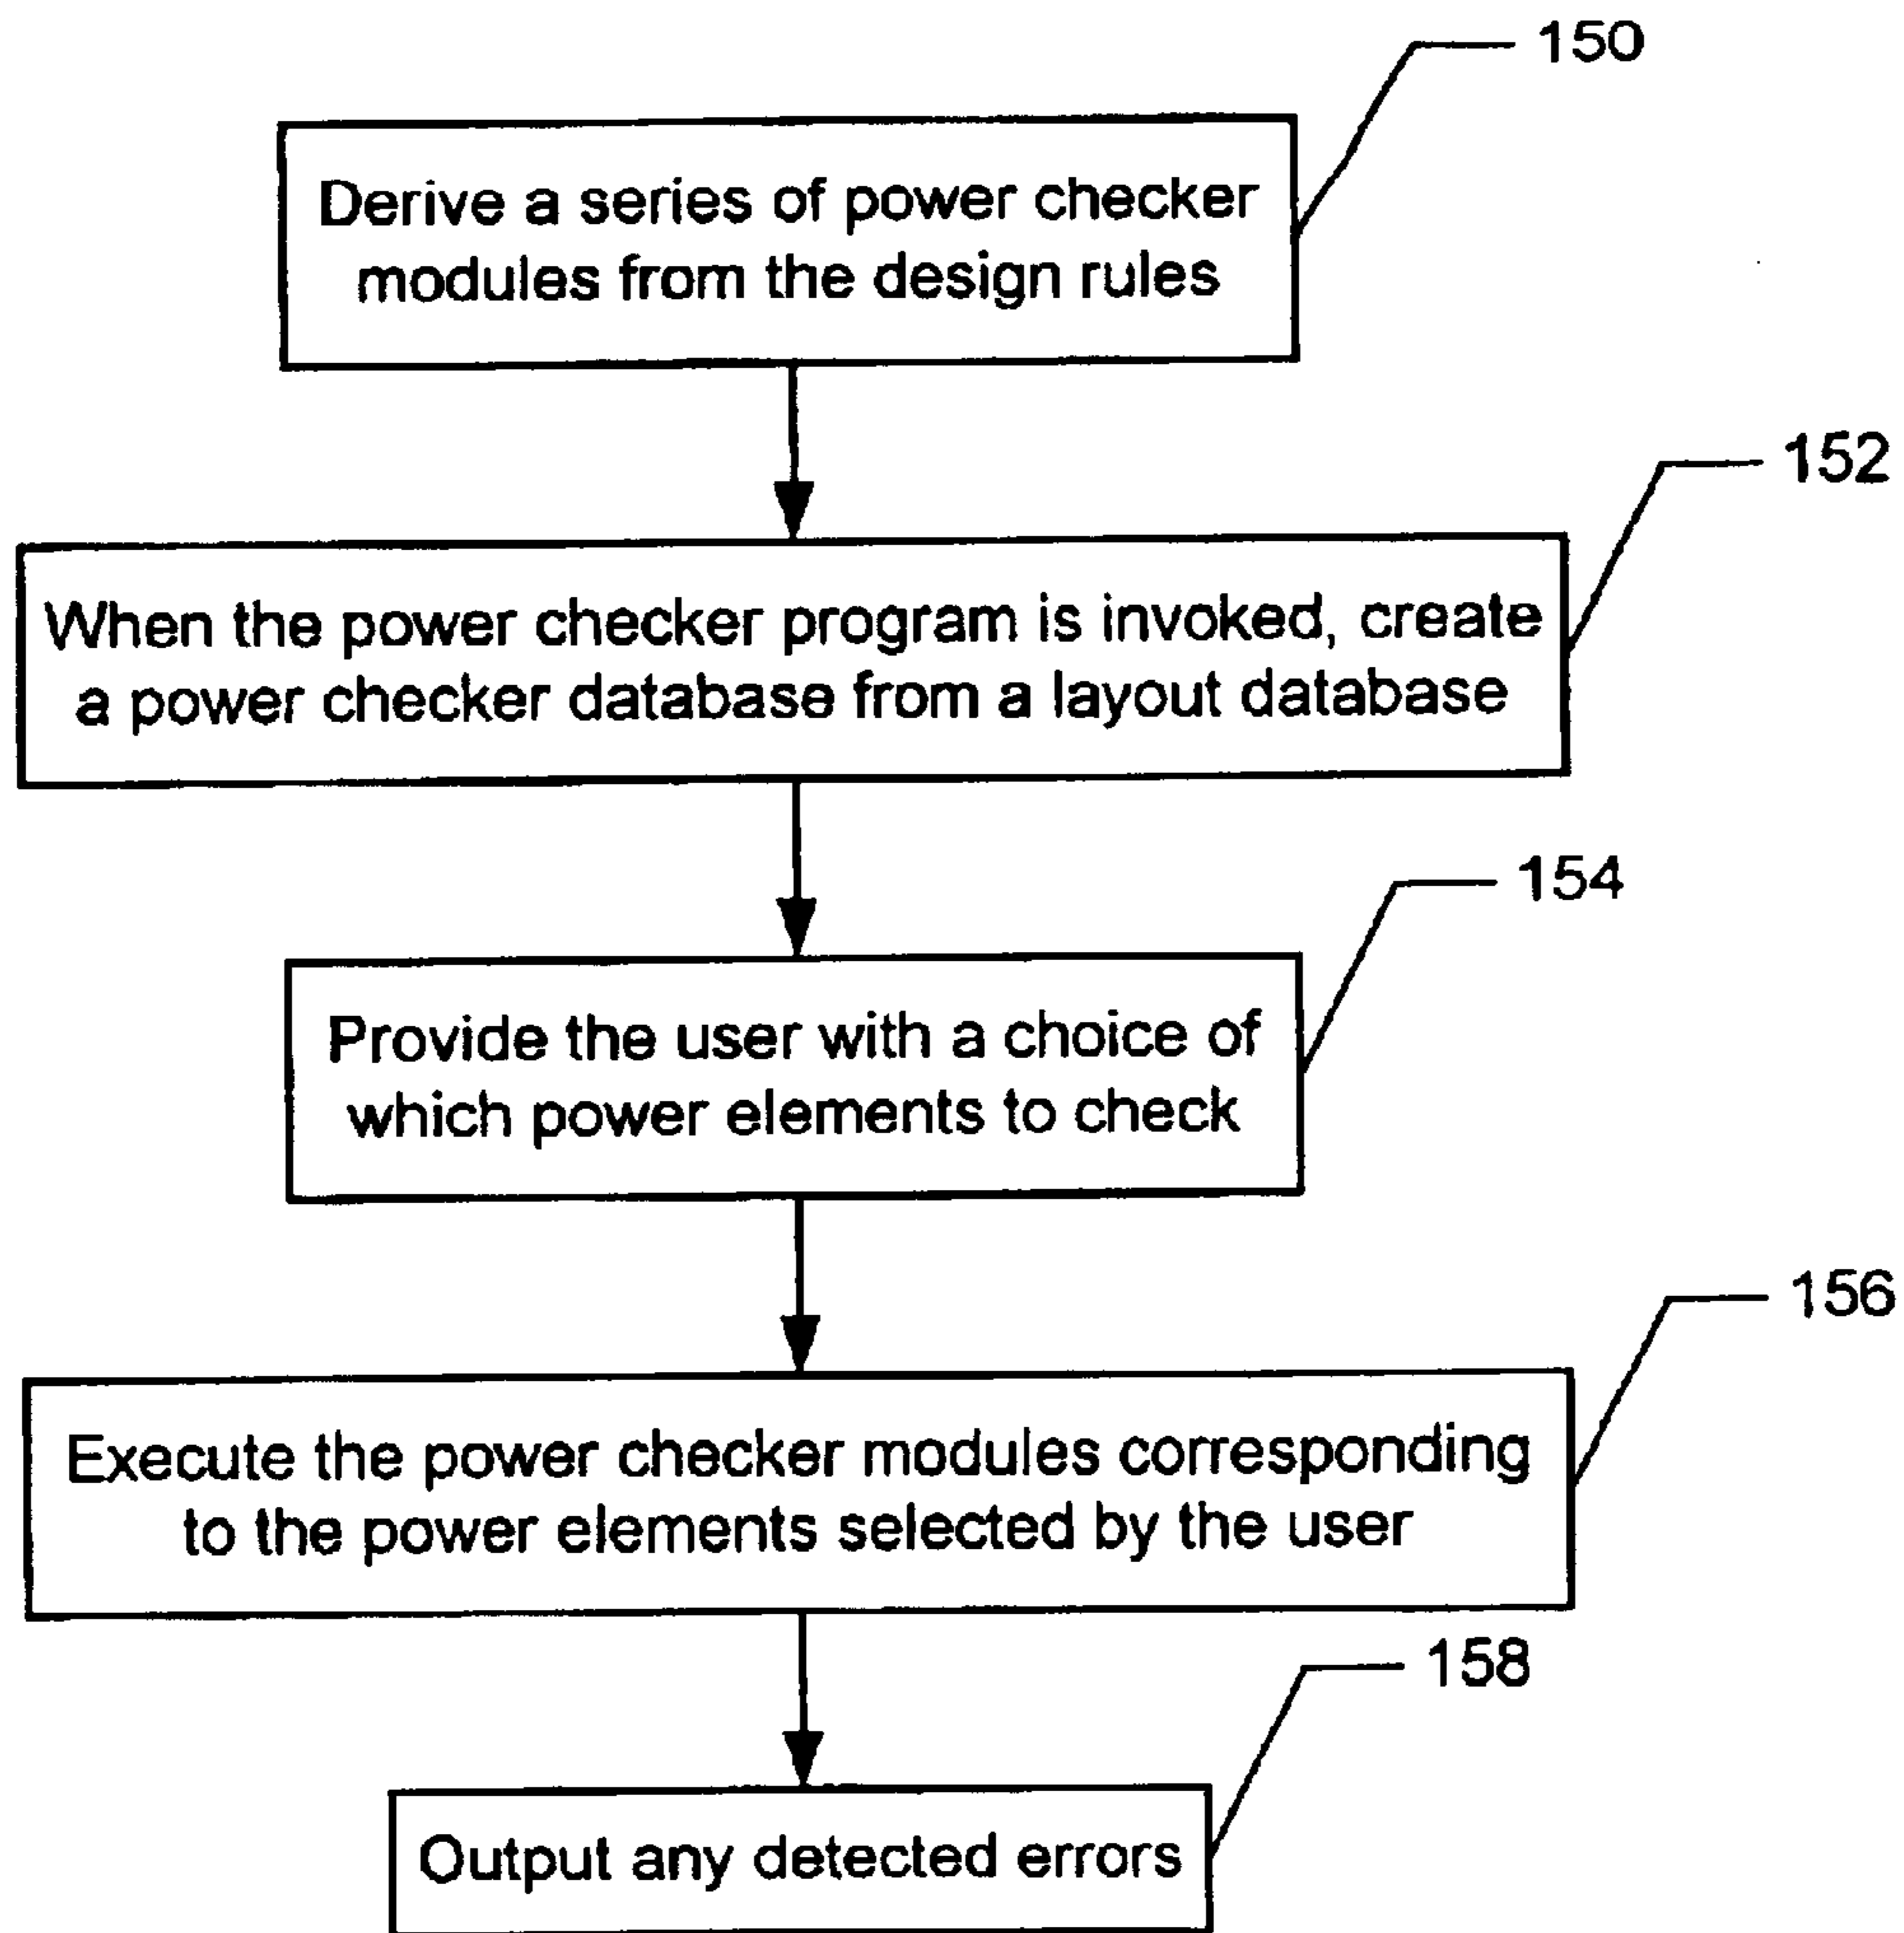 150
Derive a series of power checker
modules from the design rules
152
When the power checker program is invoked, create
a power checker database from a layout database
154
Provide the user with a choice of
which power elements to check
156
Execute the power checker modules corresponding
to the power elements selected by the user
158
Output any detected errors